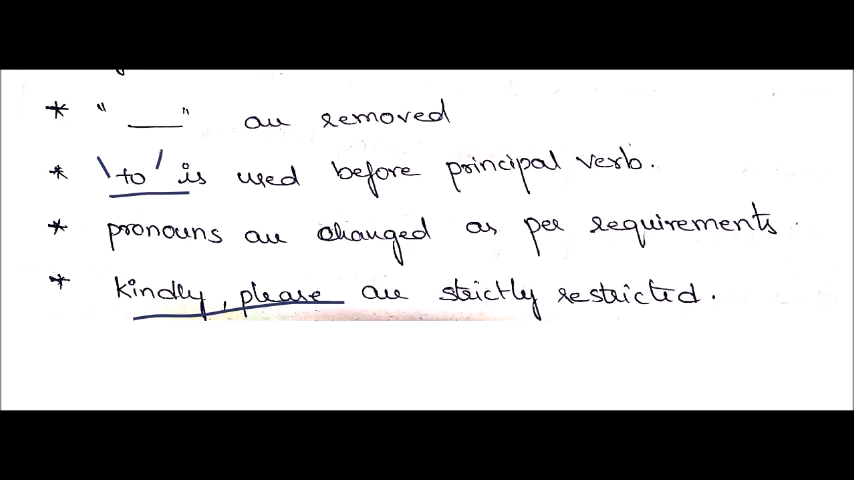 * " ___ " are removed
* 'to' is used before principal verb.
* pronouns are changed as per requirements.
* kindly, please are strictly restricted.